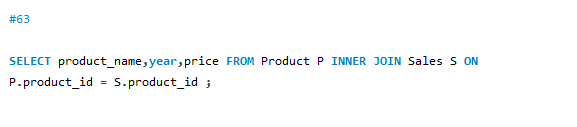 #63
SELECT product_name,year,price FROM Product P INNER JOIN Sales S ON
P.product_id = S.product_id ;